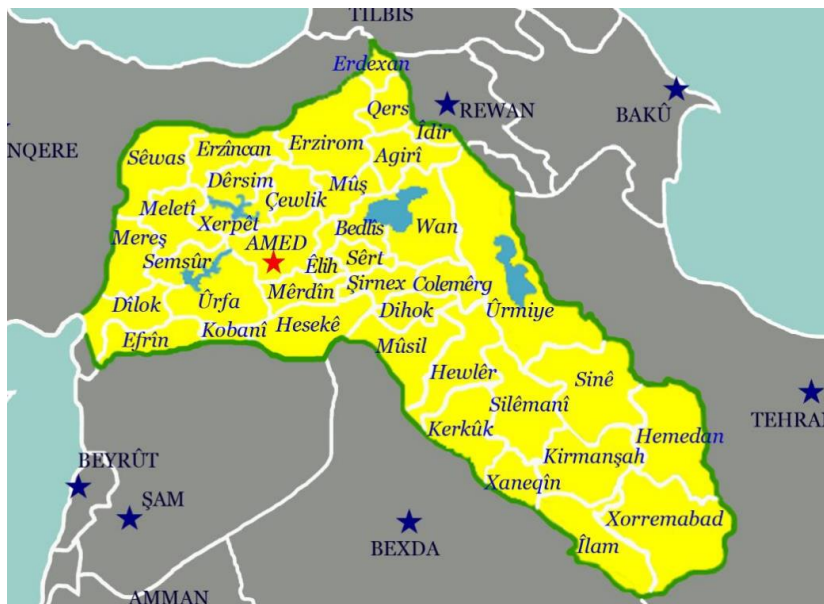 TILBIS
Erdexan
Qers
REWAN
BAKÛ
Îdir
NQERE
Sêwas
Erzîncan
Erzirom
Agirî
Dêrsim
Mûş
Çewlik
Meletî
Xerpêt
Bedlîs
Wan
Mereş
AMED
Semsûr
Êlih
Sêrt
Şirnex
Colemêrg
Mêrdîn
Dîlok
Ûrfa
Dihok
Ûrmiye
Efrîn
Kobanî
Hesekê
Mûsil
Hewlêr
Sinê
Silêmanî
TEHRAN
Kerkûk
Hemedan
Kirmanşah
BEYRÛT
Xaneqîn
ŞAM
Xorremabad
BEXDA
Îlam
AMMAN